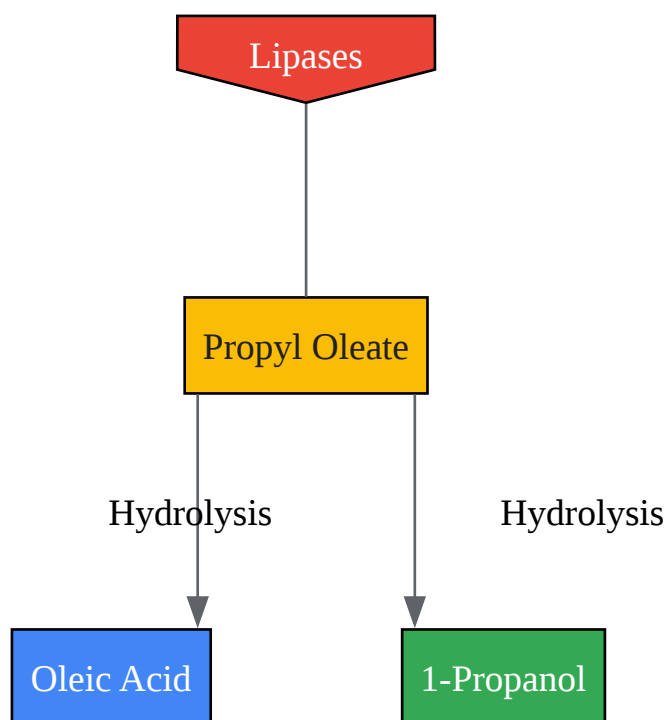 Lipases
Propyl Oleate
Hydrolysis
Hydrolysis
Oleic Acid
1-Propanol